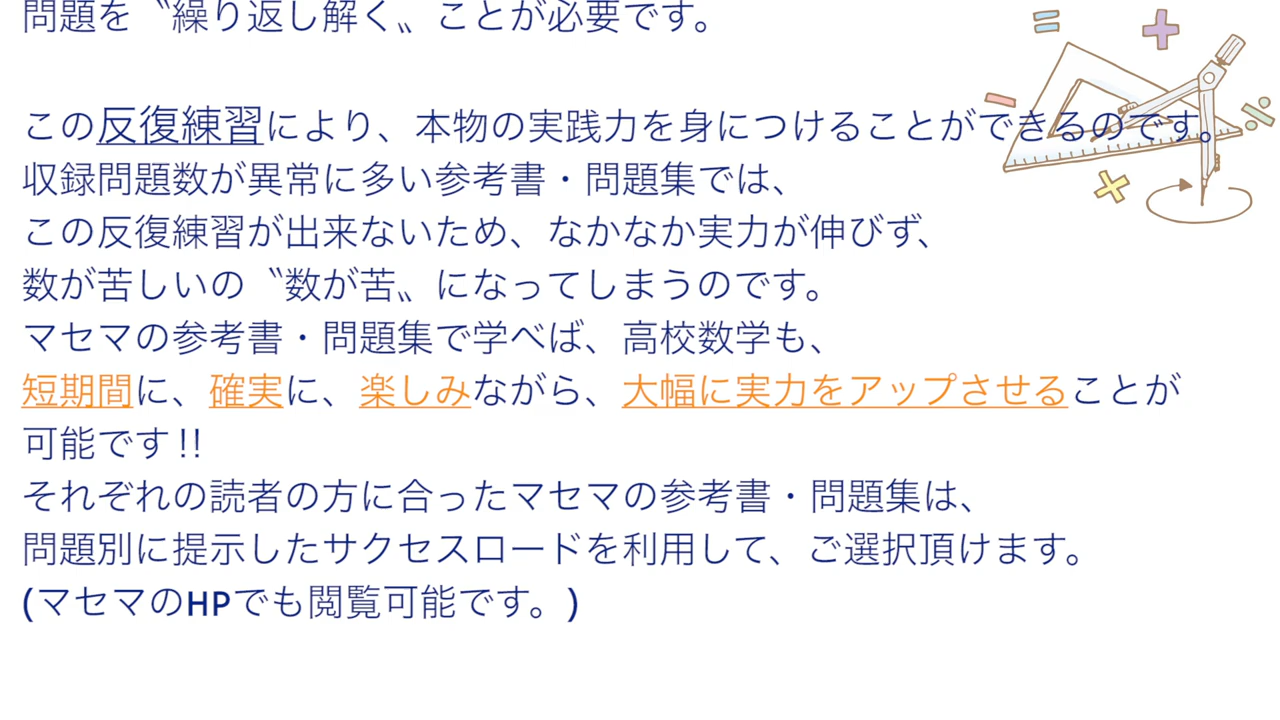 問題を〝繰り返し解く〟ことが必要です。
この反復練習により、本物の実践力を身につけることができるのです。
収録問題数が異常に多い参考書・問題集では、
この反復練習が出来ないため、なかなか実力が伸びず、
数が苦しいの〝数が苦〟になってしまうのです。
マセマの参考書・問題集で学べば、高校数学も、
短期間に、確実に、楽しみながら、大幅に実力をアップさせることが
可能です!!
それぞれの読者の方に合ったマセマの参考書・問題集は、
問題別に提示したサクセスロードを利用して、ご選択頂けます。
(マセマのHPでも閲覧可能です。)